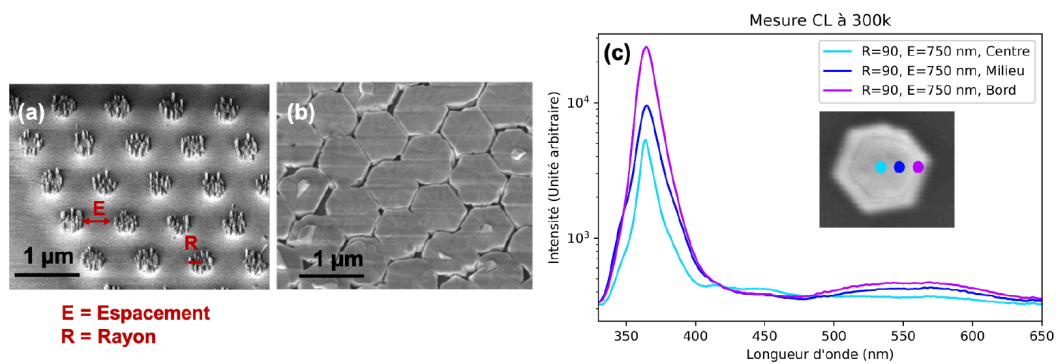 (a)
E
R
1 µm
(b)
1 µm
E = Espacement
R = Rayon
Mesure CL à 300k
(c)
R=90, E=750 nm, Centre
R=90, E=750 nm, Milieu
R=90, E=750 nm, Bord
Intensité (Unité arbitraire)
10⁴
10³
350 400 450 500 550 600 650
Longueur d'onde (nm)